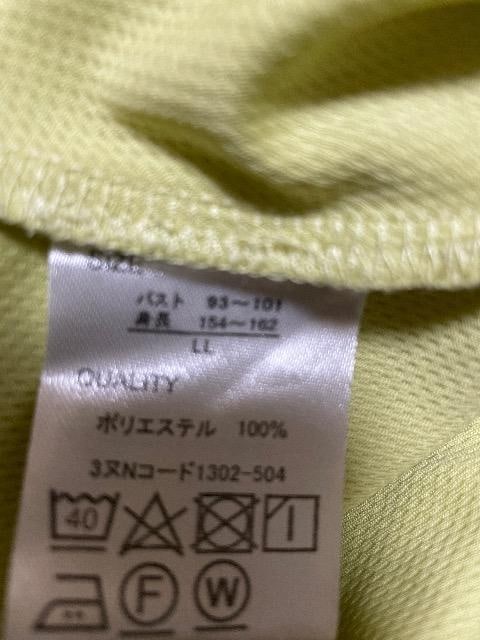 SIZE
バスト 93～101
身長 154～162
LL
QUALITY
ポリエステル 100%
3又Nコード1302-504
40
F W